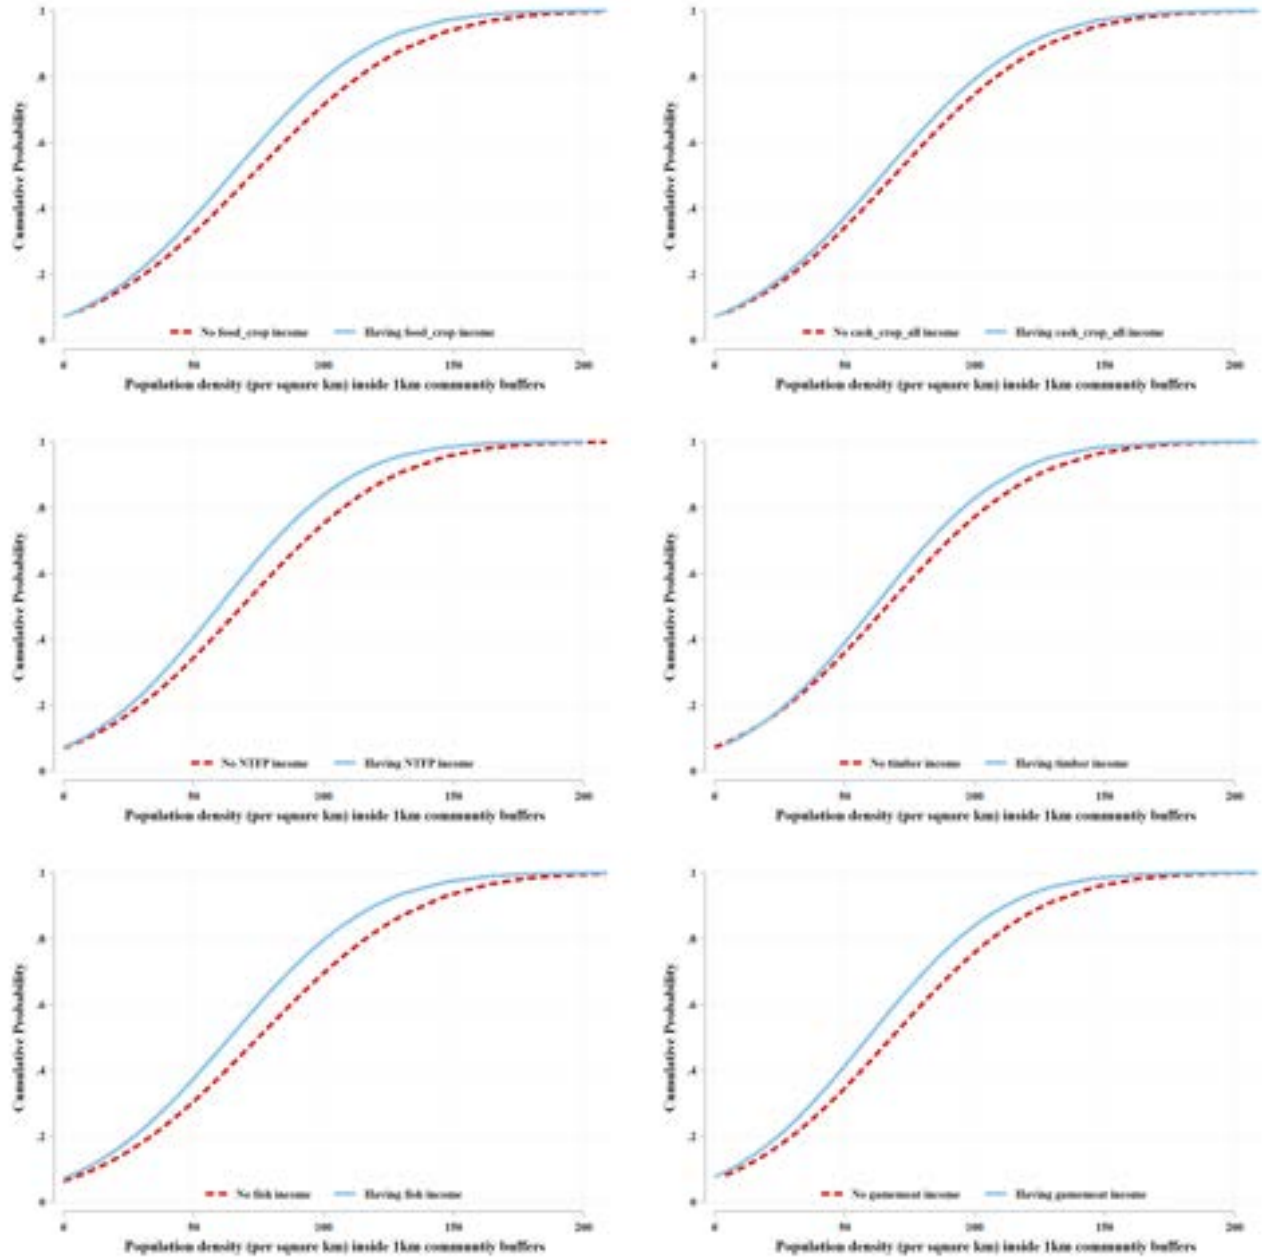 Cumulative Probability
1
.8
.6
.4
.2
0
No food_crop income Having food_crop income
0 50 100 150 200
Population density (per square km) inside 1km communtiy buffers
Cumulative Probability
1
.8
.6
.4
.2
0
No cash_crop_all income Having cash_crop_all income
0 50 100 150 200
Population density (per square km) inside 1km communtiy buffers
Cumulative Probability
1
.8
.6
.4
.2
0
No NTFP income Having NTFP income
0 50 100 150 200
Population density (per square km) inside 1km communtiy buffers
Cumulative Probability
1
.8
.6
.4
.2
0
No timber income Having timber income
0 50 100 150 200
Population density (per square km) inside 1km communtiy buffers
Cumulative Probability
1
.8
.6
.4
.2
0
No fish income Having fish income
0 50 100 150 200
Population density (per square km) inside 1km communtiy buffers
Cumulative Probability
1
.8
.6
.4
.2
0
No gamemeat income Having gamemeat income
0 50 100 150 200
Population density (per square km) inside 1km communtiy buffers